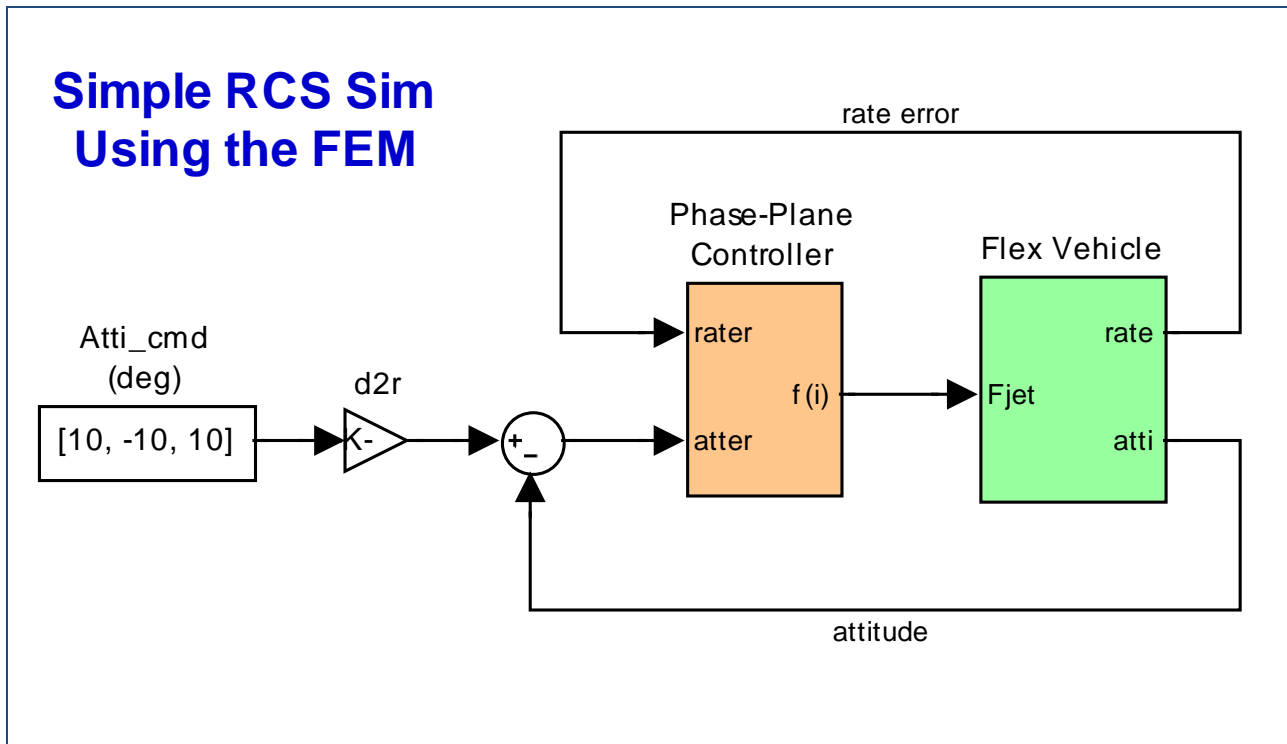 Simple RCS Sim
Using the FEM
rate error
Phase-Plane
Controller
Flex Vehicle
Atti_cmd
(deg)
d2r
rater
rate
[10, -10, 10]
K-
+
-
f(i)
Fjet
atter
atti
attitude